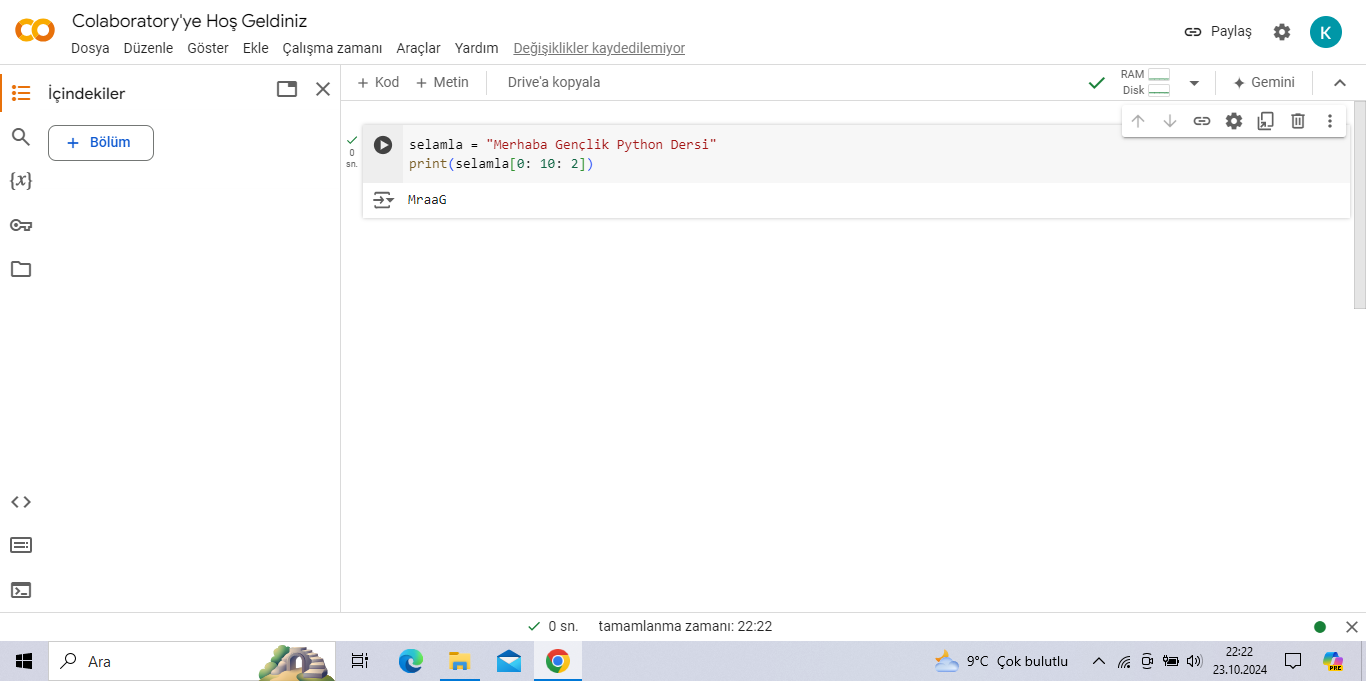 Colaboratory'ye Hoş Geldiniz
Dosya Düzenle Göster Ekle Çalışma zamanı Araçlar Yardım Değişiklikler kaydedilemiyor
Paylaş
K
İçindekiler
+ Bölüm
{x}
+ Kod + Metin Drive'a kopyala
RAM
Disk
Gemini
0
sn.
selamla = "Merhaba Gençlik Python Dersi"
print(selamla[0: 10: 2])
MraaG
0 sn. tamamlanma zamanı: 22:22
Ara
9°C Çok bulutlu
22:22
23.10.2024
PRE